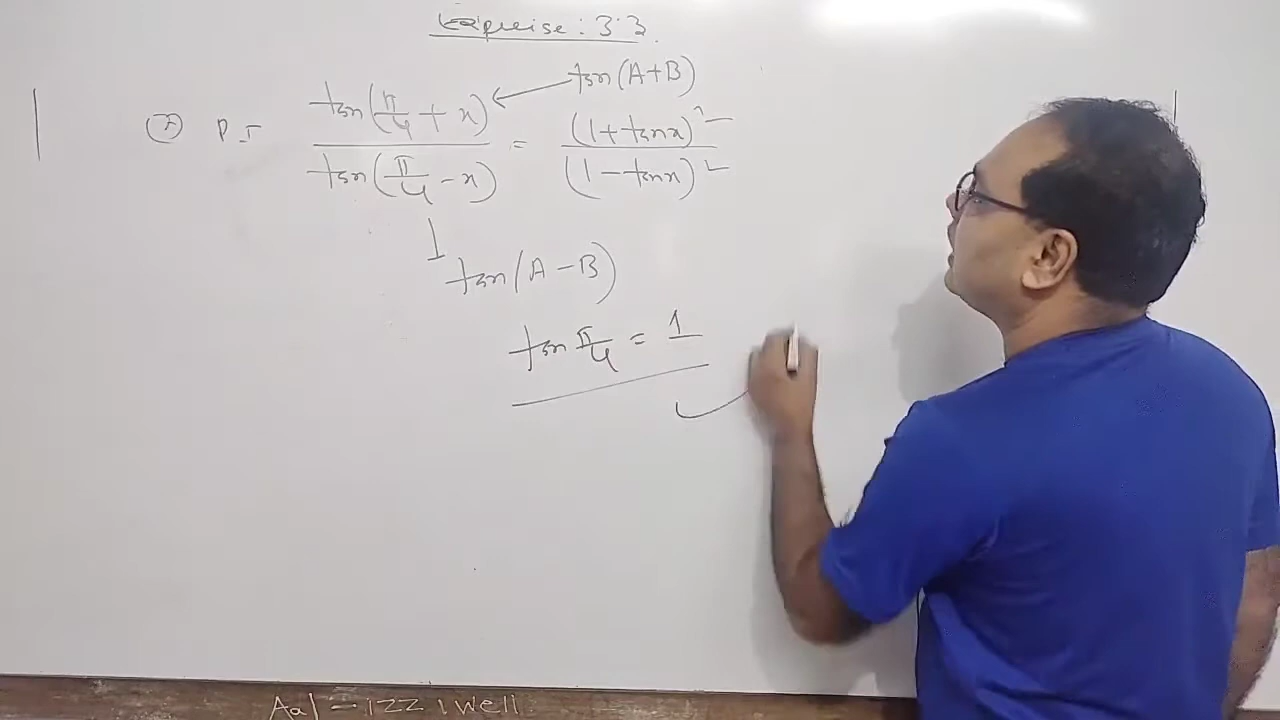 Exercise: 3.3
⑦ P.T tan(π/4 + x) / tan(π/4 - x) = (1 + tanx)² / (1 - tanx)²
tan(A+B)
tan(A-B)
tan π/4 = 1